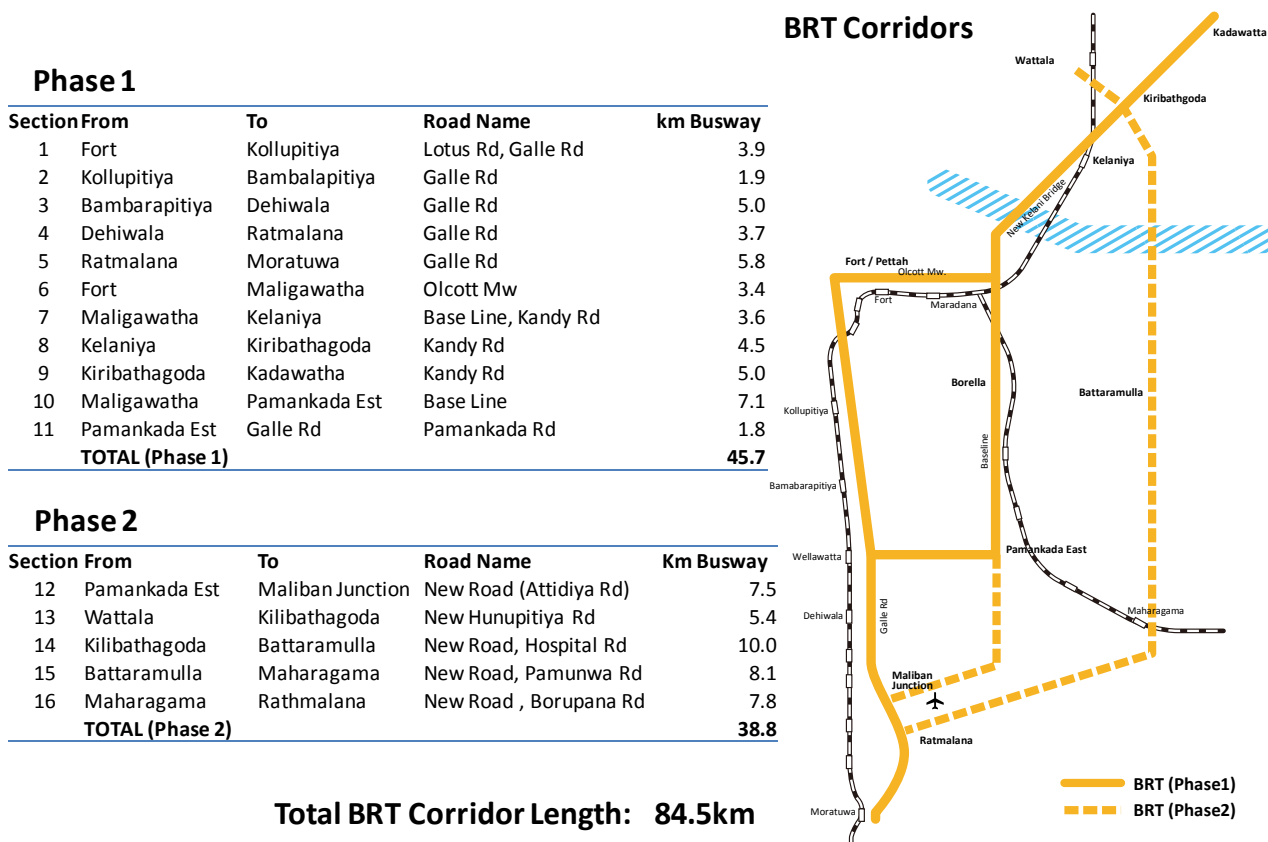 BRT Corridors
Phase 1
Section From To Road Name km Busway
1 Fort Kollupitiya Lotus Rd, Galle Rd 3.9
2 Kollupitiya Bambalapitiya Galle Rd 1.9
3 Bambarapitiya Dehiwala Galle Rd 5.0
4 Dehiwala Ratmalana Galle Rd 3.7
5 Ratmalana Moratuwa Galle Rd 5.8
6 Fort Maligawatha Olcott Mw 3.4
7 Maligawatha Kelaniya Base Line, Kandy Rd 3.6
8 Kelaniya Kiribathagoda Kandy Rd 4.5
9 Kiribathagoda Kadawatha Kandy Rd 5.0
10 Maligawatha Pamankada Est Base Line 7.1
11 Pamankada Est Galle Rd Pamankada Rd 1.8
TOTAL (Phase 1) 45.7
Phase 2
Section From To Road Name Km Busway
12 Pamankada Est Maliban Junction New Road (Attidiya Rd) 7.5
13 Wattala Kilibathagoda New Hunupitiya Rd 5.4
14 Kilibathagoda Battaramulla New Road, Hospital Rd 10.0
15 Battaramulla Maharagama New Road, Pamunwa Rd 8.1
16 Maharagama Rathmalana New Road , Borupana Rd 7.8
TOTAL (Phase 2) 38.8
Total BRT Corridor Length: 84.5km
Kadawatta
Wattala
Kiribathgoda
Kelaniya
New Kelani Bridge
Fort / Pettah
Olcott Mw.
Fort
Maradana
Borella
Battaramulla
Kollupitiya
Baseline
Bamabarapitiya
Pamankada East
Wellawatta
Galle Rd
Dehiwala
Maharagama
Maliban
Junction
Ratmalana
Moratuwa
BRT (Phase1)
BRT (Phase2)